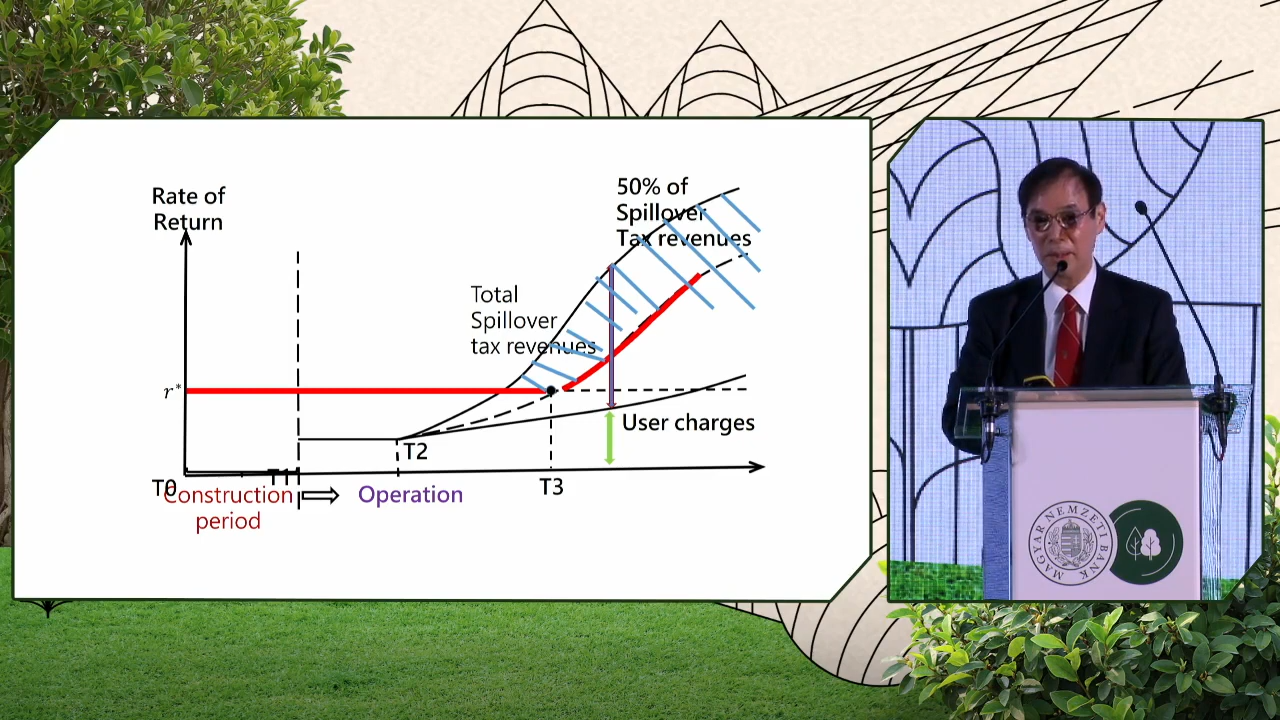 Rate of
Return
50% of
Spillover
Tax revenues
Total
Spillover
tax revenues
r*
User charges
T2
T0
T1
T3
Construction
period
Operation
MAGYAR NEMZETI BANK